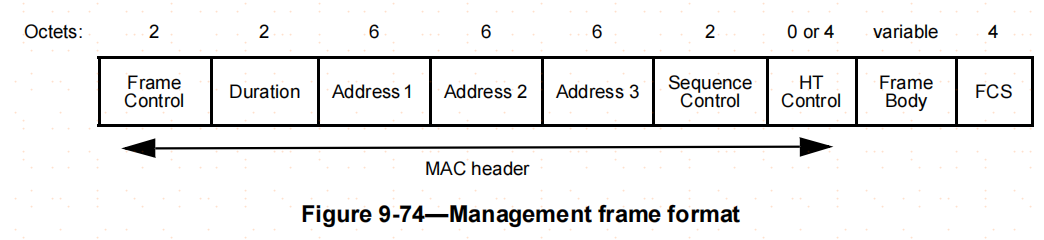 Octets: 2 2 6 6 6 2 0 or 4 variable 4
Frame Control Duration Address 1 Address 2 Address 3 Sequence Control HT Control Frame Body FCS
MAC header
Figure 9-74—Management frame format